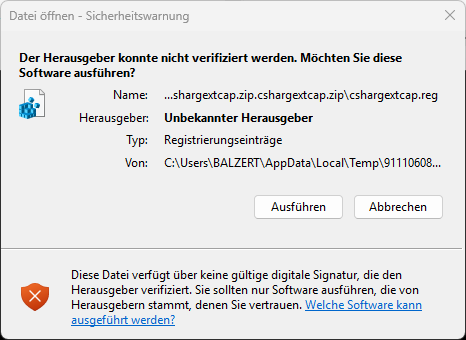 Datei öffnen - Sicherheitswarnung
Der Herausgeber konnte nicht verifiziert werden. Möchten Sie diese
Software ausführen?
Name: ...shargextcap.zip.cshargextcap.zip\cshargextcap.reg
Herausgeber: Unbekannter Herausgeber
Typ: Registrierungseinträge
Von: C:\Users\BALZERT\AppData\Local\Temp\91110608...
Ausführen Abbrechen
Diese Datei verfügt über keine gültige digitale Signatur, die den
Herausgeber verifiziert. Sie sollten nur Software ausführen, die von
Herausgebern stammt, denen Sie vertrauen. Welche Software kann
ausgeführt werden?